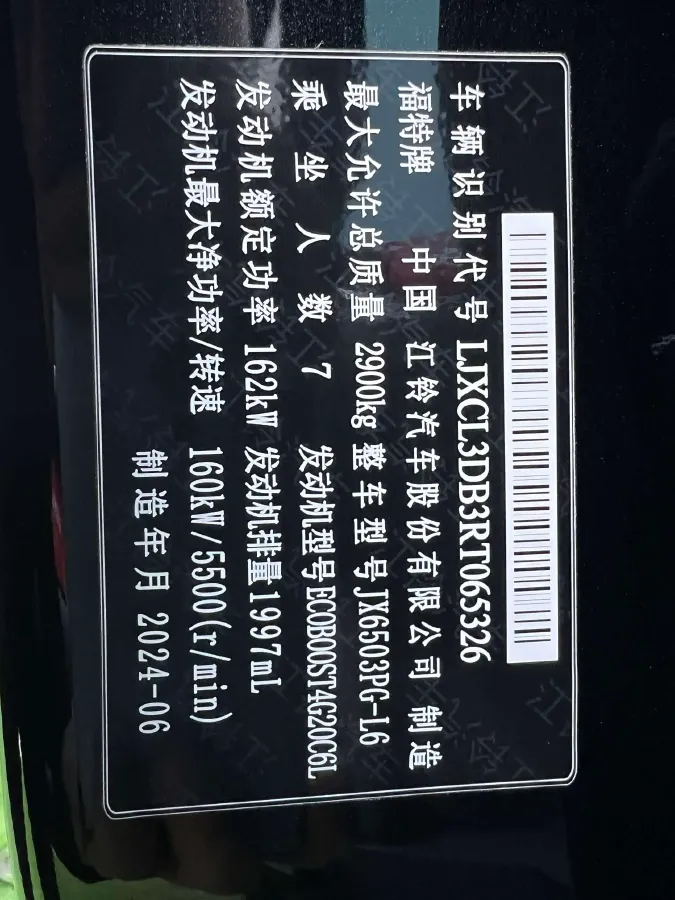 车辆识别代号 LJXCL3DB3RT065326
福特牌 中国 江铃汽车股份有限公司 制造
最大允许总质量 2900kg 整车型号 JX6503PG-L6
乘坐人数 7 发动机型号 ECOBOOST4G20C6L
发动机额定功率 162kW 发动机排量 1997mL
发动机最大净功率/转速 160kW/5500(r/min)
制造年月 2024-06